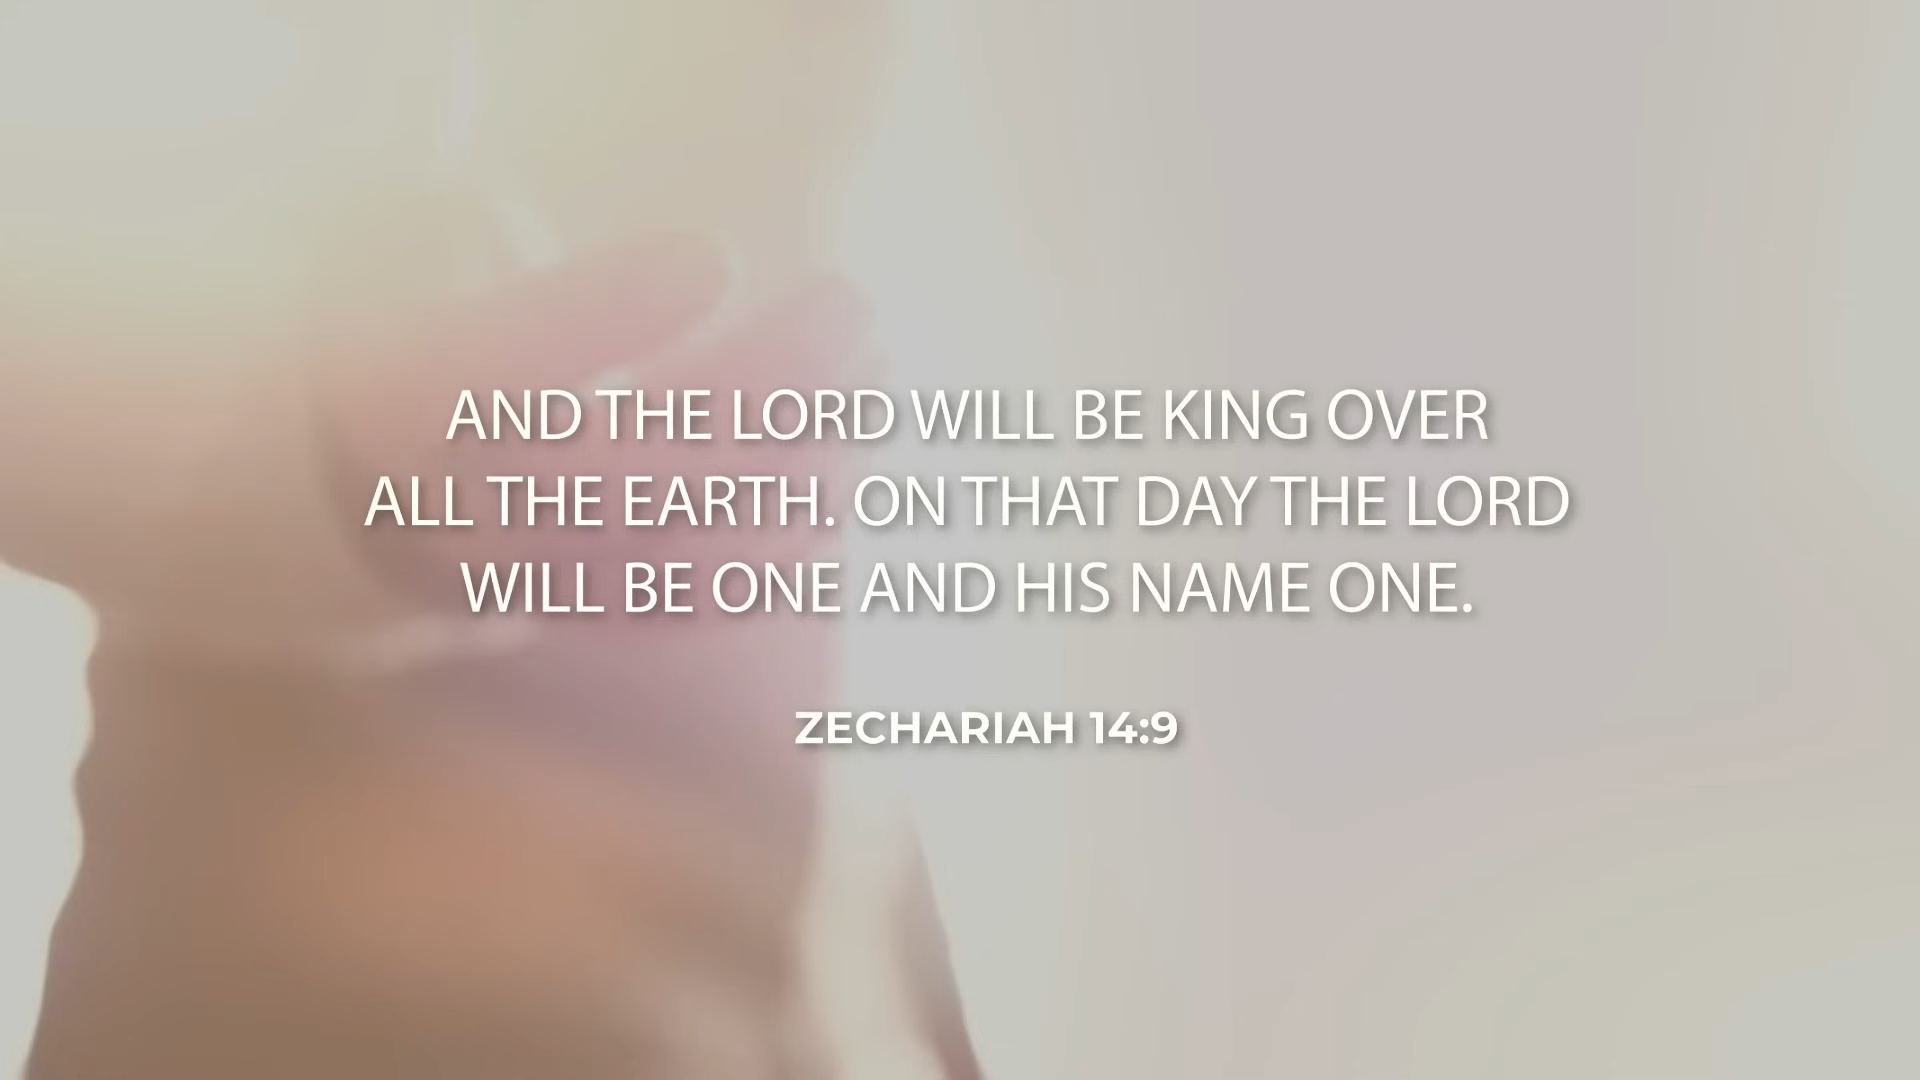 AND THE LORD WILL BE KING OVER
ALL THE EARTH. ON THAT DAY THE LORD
WILL BE ONE AND HIS NAME ONE.
ZECHARIAH 14:9